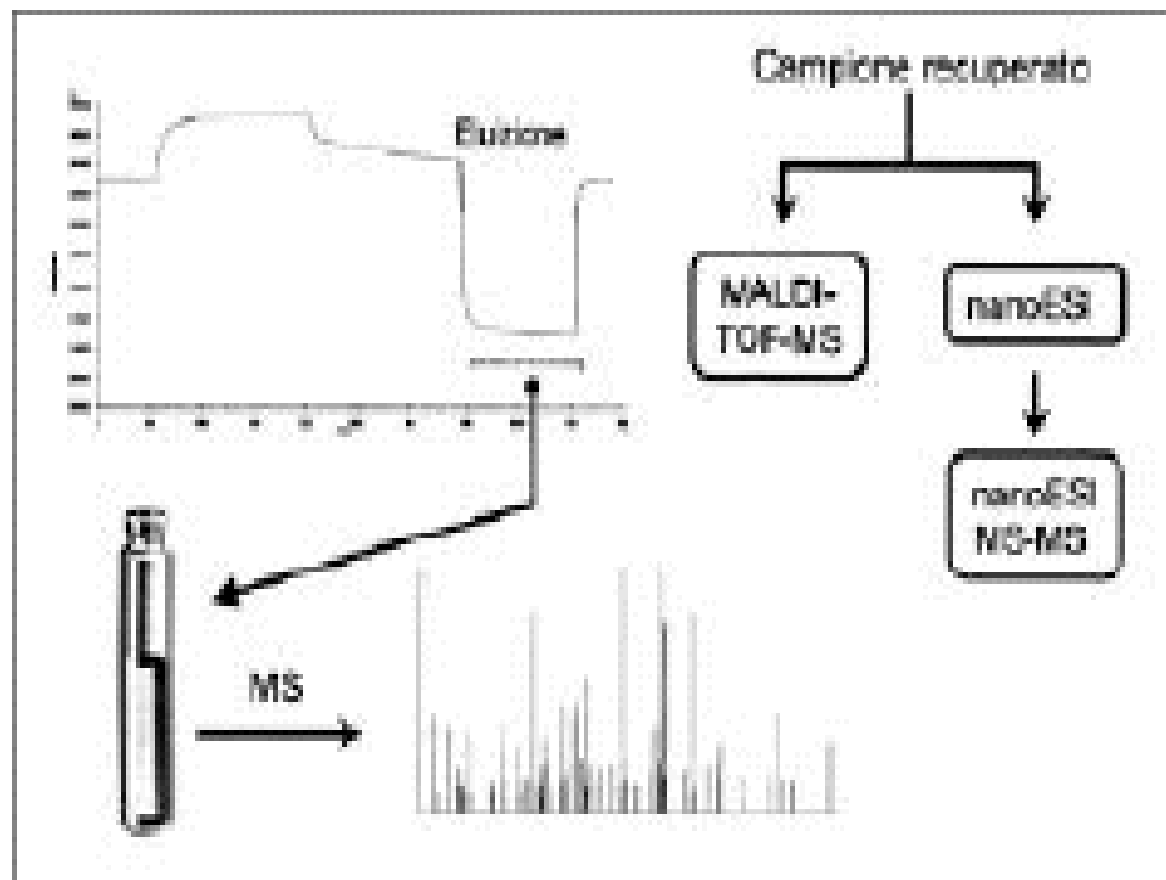 Campione recuperato
Eluizione
MALDI-
TOF-MS
nanoESI
nanoESI
MS-MS
MS